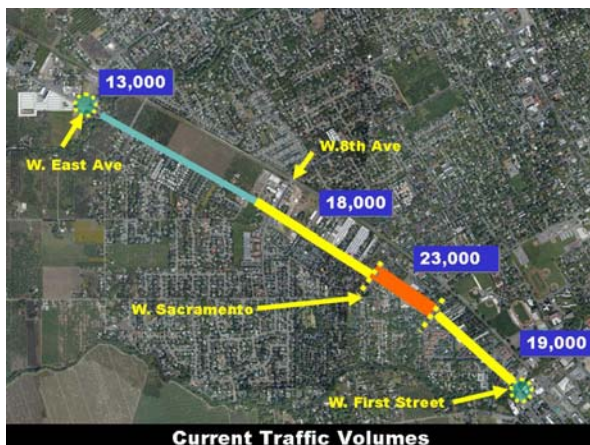 13,000
W. East Ave
W.8th Ave
18,000
23,000
W. Sacramento
19,000
W. First Street
Current Traffic Volumes